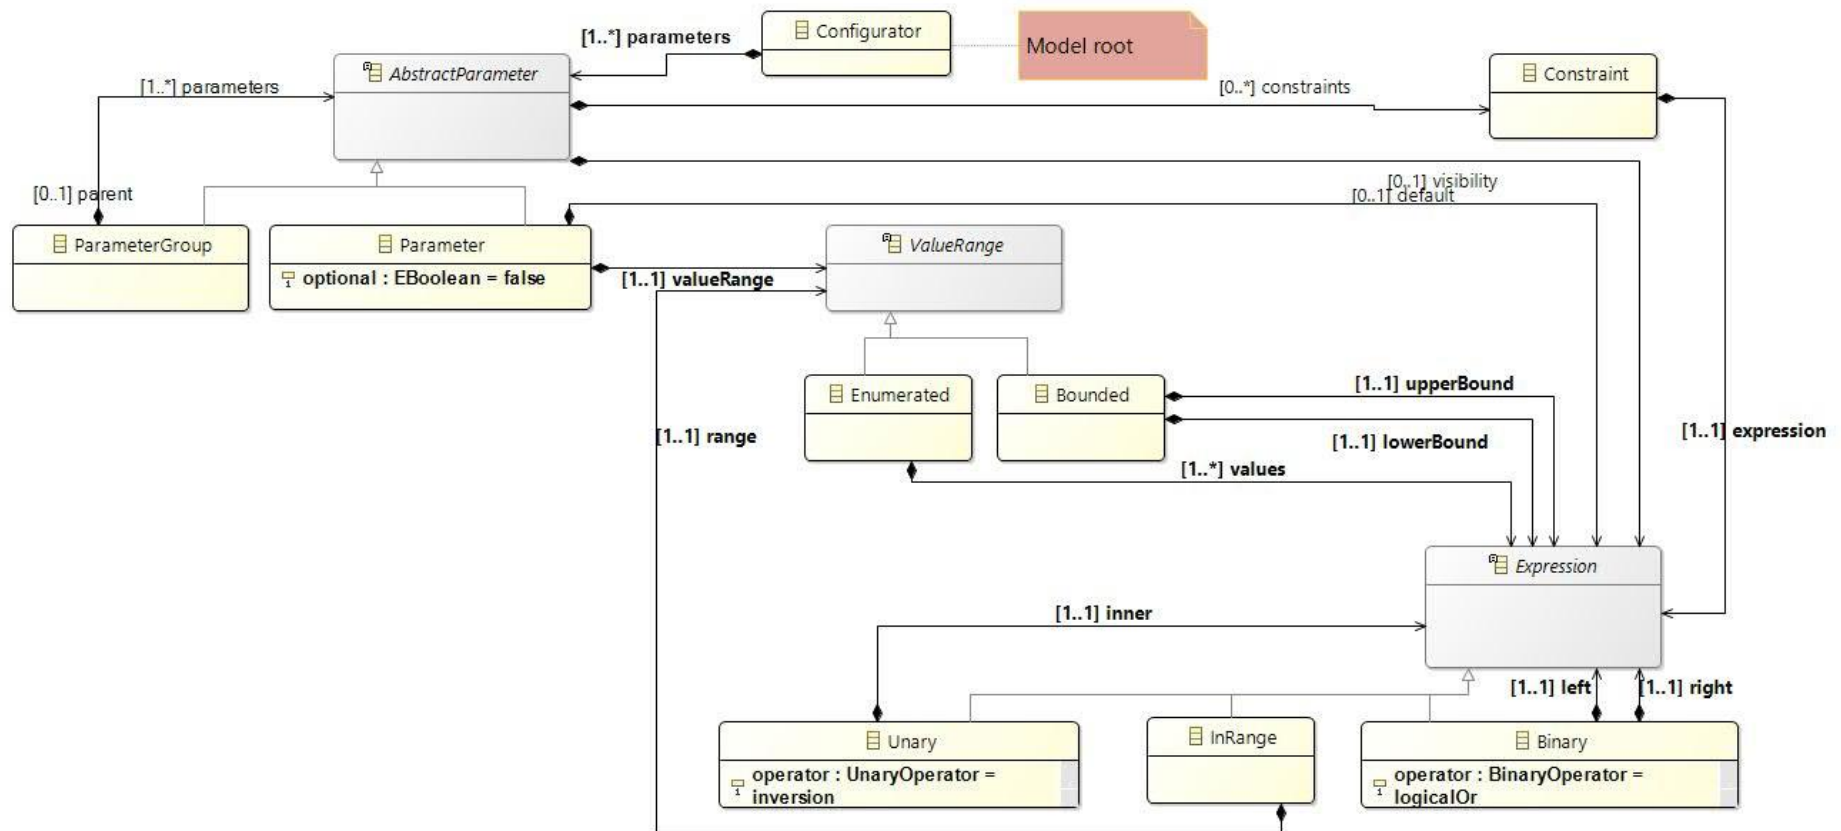 Configurator
[1..*] parameters
Model root
AbstractParameter
Constraint
[1..*] parameters
[0..*] constraints
[0..1] visibility
[0..1] parent
[0..1] default
ParameterGroup
Parameter
ValueRange
optional : EBoolean = false
[1..1] valueRange
[1..1] upperBound
Enumerated
Bounded
[1..1] range
[1..1] lowerBound
[1..1] expression
[1..*] values
Expression
[1..1] inner
[1..1] left
[1..1] right
Unary
InRange
Binary
operator : UnaryOperator =
inversion
operator : BinaryOperator =
logicalOr